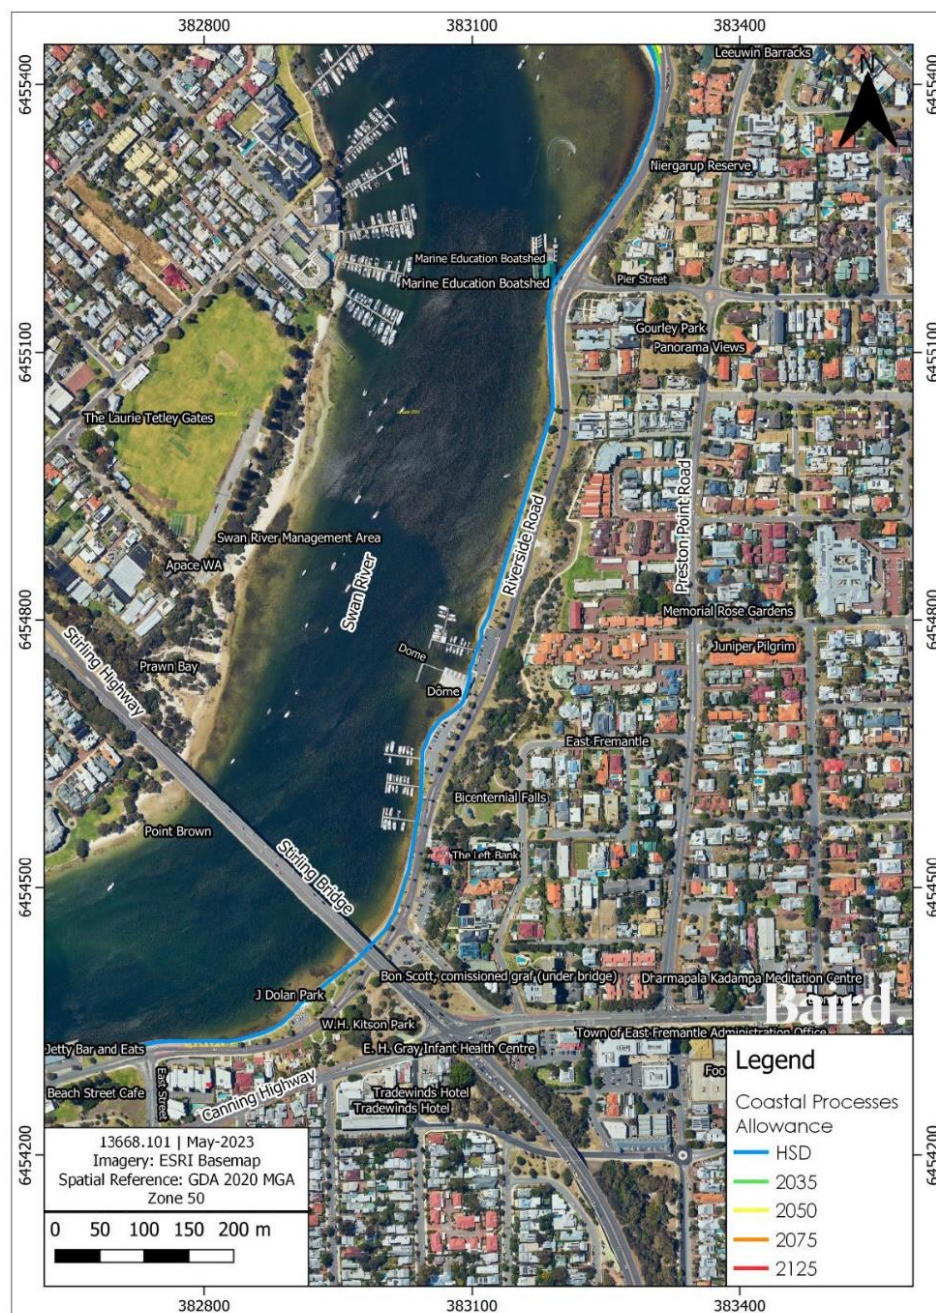 382800
383100
383400
6455400
6455400
Leeuwin Barracks
N
Niergarup Reserve
Marine Education Boatshed
Marine Education Boatshed
Pier Street
Gourley Park
Panorama Views
6455100
6455100
The Laurie Tetley Gates
Riverside Road
Preston Point Road
Swan River Management Area
Apace WA
Swan River
Memorial Rose Gardens
6454800
6454800
Juniper Pilgrim
Stirling Highway
Prawn Bay
Dome
Dôme
East Fremantle
Bicenternial Falls
Point Brown
The Left Bank
Stirling Bridge
6454500
6454500
Bon Scott, comissioned graf (under bridge)
Dharmapala Kadampa Meditation Centre
J Dolan Park
Baird.
W.H. Kitson Park
Town of East Fremantle Administration Office
Jetty Bar and Eats
E. H. Gray Infant Health Centre
Foo
Beach Street Cafe
East Street
Canning Highway
Tradewinds Hotel
Tradewinds Hotel
6454200
6454200
13668.101 | May-2023
Imagery: ESRI Basemap
Spatial Reference: GDA 2020 MGA
Zone 50
0 50 100 150 200 m
Legend
Coastal Processes
Allowance
HSD
2035
2050
2075
2125
382800
383100
383400